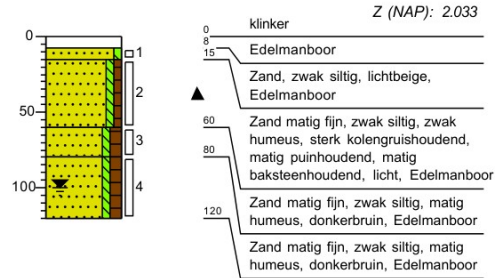 Z (NAP): 2.033
0
50
100
1
2
3
4
0
klinker
8
Edelmanboor
15
Zand, zwak siltig, lichtbeige,
Edelmanboor
60
Zand matig fijn, zwak siltig, zwak
humeus, sterk kolengruishoudend,
matig puinhoudend, matig
baksteenhoudend, licht, Edelmanboor
80
Zand matig fijn, zwak siltig, matig
humeus, donkerbruin, Edelmanboor
120
Zand matig fijn, zwak siltig, matig
humeus, donkerbruin, Edelmanboor